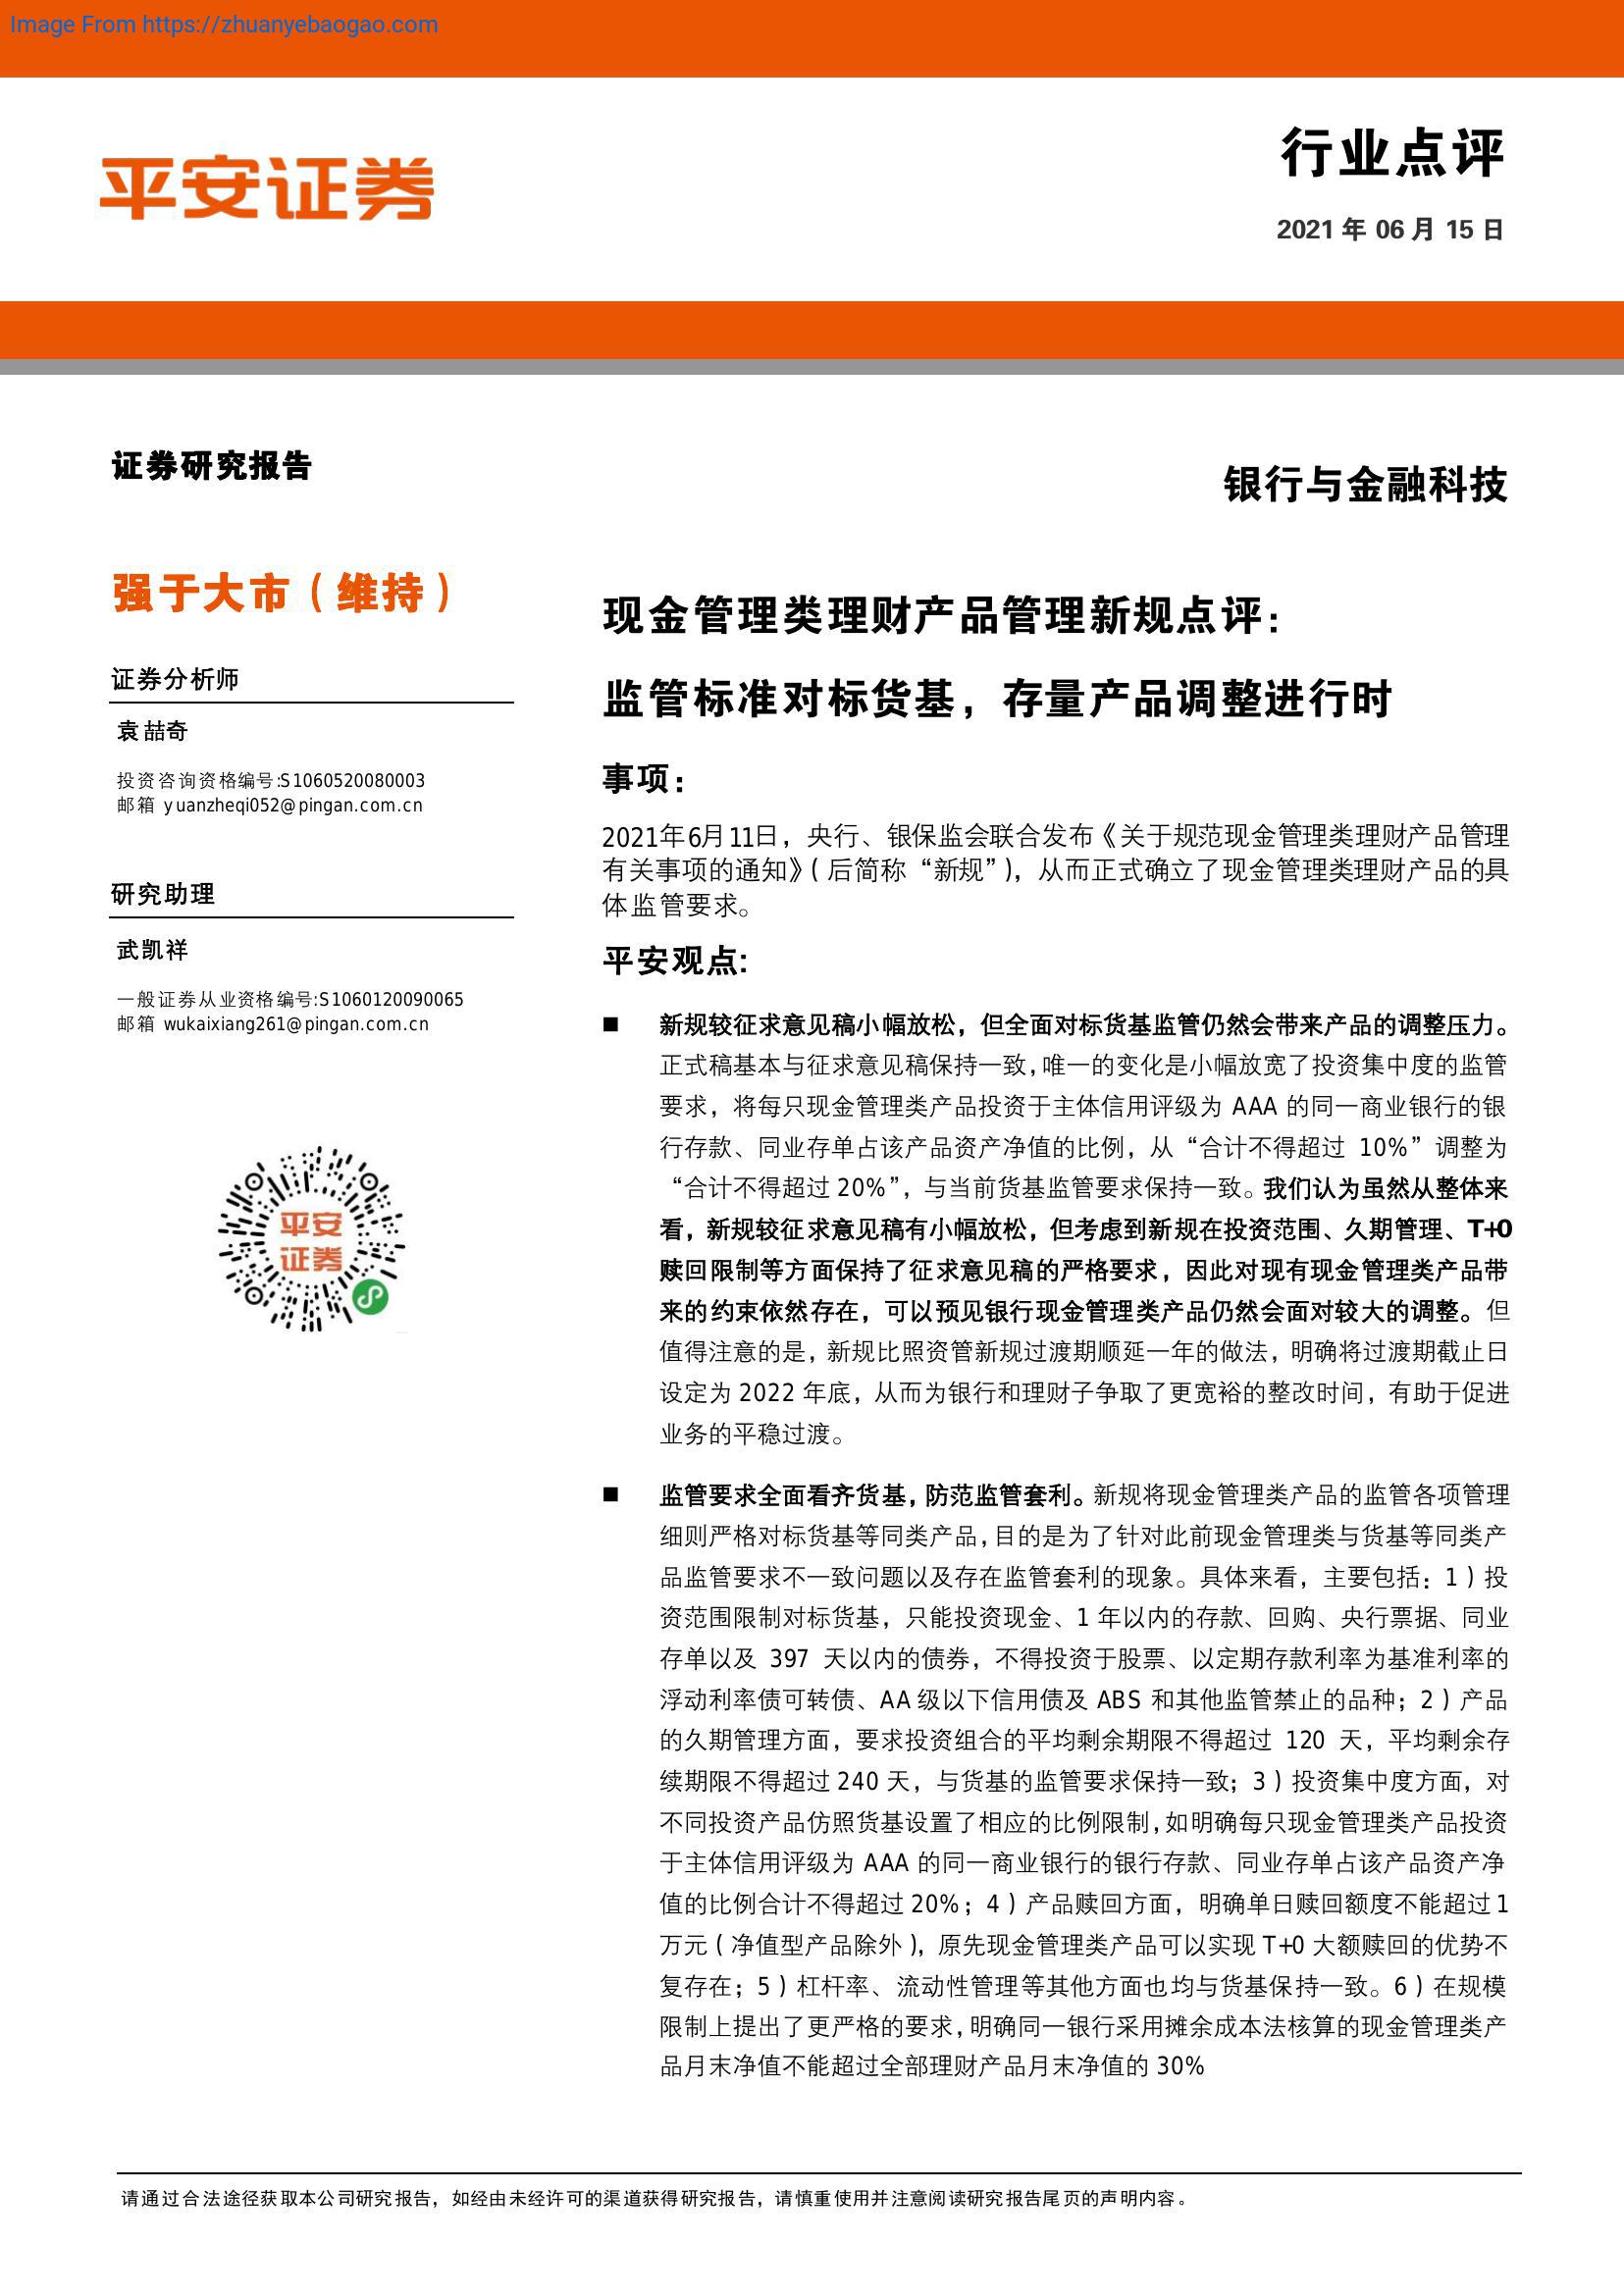 Image From https://zhuanyebaogao.com
平安证券
行业点评
2021 年 06 月 15 日
证券研究报告
银行与金融科技
强于大市（维持）
证券分析师
袁喆奇
投资咨询资格编号:S1060520080003
邮箱 yuanzheqi052@pingan.com.cn
研究助理
武凯祥
一般证券从业资格编号:S1060120090065
邮箱 wukaixiang261@pingan.com.cn
平安
证券
现金管理类理财产品管理新规点评：
监管标准对标货基，存量产品调整进行时
事项：
2021年6月11日，央行、银保监会联合发布《关于规范现金管理类理财产品管理
有关事项的通知》（后简称“新规”），从而正式确立了现金管理类理财产品的具
体监管要求。
平安观点:
■ 新规较征求意见稿小幅放松，但全面对标货基监管仍然会带来产品的调整压力。
正式稿基本与征求意见稿保持一致，唯一的变化是小幅放宽了投资集中度的监管
要求，将每只现金管理类产品投资于主体信用评级为 AAA 的同一商业银行的银
行存款、同业存单占该产品资产净值的比例，从“合计不得超过 10%”调整为
“合计不得超过 20%”，与当前货基监管要求保持一致。我们认为虽然从整体来
看，新规较征求意见稿有小幅放松，但考虑到新规在投资范围、久期管理、T+0
赎回限制等方面保持了征求意见稿的严格要求，因此对现有现金管理类产品带
来的约束依然存在，可以预见银行现金管理类产品仍然会面对较大的调整。但
值得注意的是，新规比照资管新规过渡期顺延一年的做法，明确将过渡期截止日
设定为 2022 年底，从而为银行和理财子争取了更宽裕的整改时间，有助于促进
业务的平稳过渡。
■ 监管要求全面看齐货基，防范监管套利。新规将现金管理类产品的监管各项管理
细则严格对标货基等同类产品，目的是为了针对此前现金管理类与货基等同类产
品监管要求不一致问题以及存在监管套利的现象。具体来看，主要包括：1）投
资范围限制对标货基，只能投资现金、1 年以内的存款、回购、央行票据、同业
存单以及 397 天以内的债券，不得投资于股票、以定期存款利率为基准利率的
浮动利率债可转债、AA 级以下信用债及 ABS 和其他监管禁止的品种；2）产品
的久期管理方面，要求投资组合的平均剩余期限不得超过 120 天，平均剩余存
续期限不得超过 240 天，与货基的监管要求保持一致；3）投资集中度方面，对
不同投资产品仿照货基设置了相应的比例限制，如明确每只现金管理类产品投资
于主体信用评级为 AAA 的同一商业银行的银行存款、同业存单占该产品资产净
值的比例合计不得超过 20%；4）产品赎回方面，明确单日赎回额度不能超过 1
万元（净值型产品除外），原先现金管理类产品可以实现 T+0 大额赎回的优势不
复存在；5）杠杆率、流动性管理等其他方面也均与货基保持一致。6）在规模
限制上提出了更严格的要求，明确同一银行采用摊余成本法核算的现金管理类产
品月末净值不能超过全部理财产品月末净值的 30%
请通过合法途径获取本公司研究报告，如经由未经许可的渠道获得研究报告，请慎重使用并注意阅读研究报告尾页的声明内容。